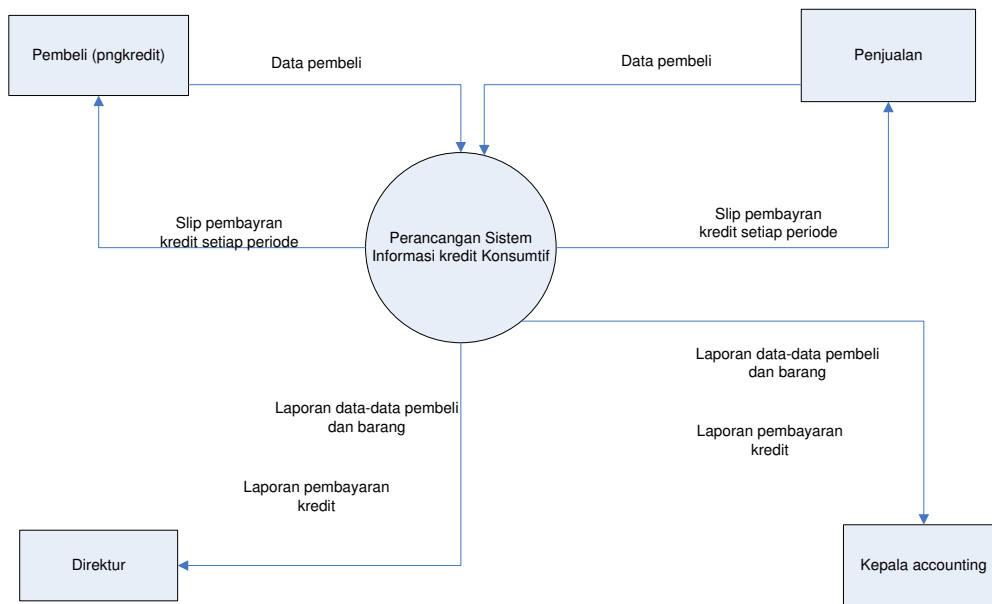 Pembeli (pngkredit)
Data pembeli
Data pembeli
Penjualan
Slip pembayran
kredit setiap periode
Perancangan Sistem
Informasi kredit Konsumtif
Slip pembayran
kredit setiap periode
Laporan data-data pembeli
dan barang
Laporan pembayaran
kredit
Laporan data-data pembeli
dan barang
Laporan pembayaran
kredit
Direktur
Kepala accounting